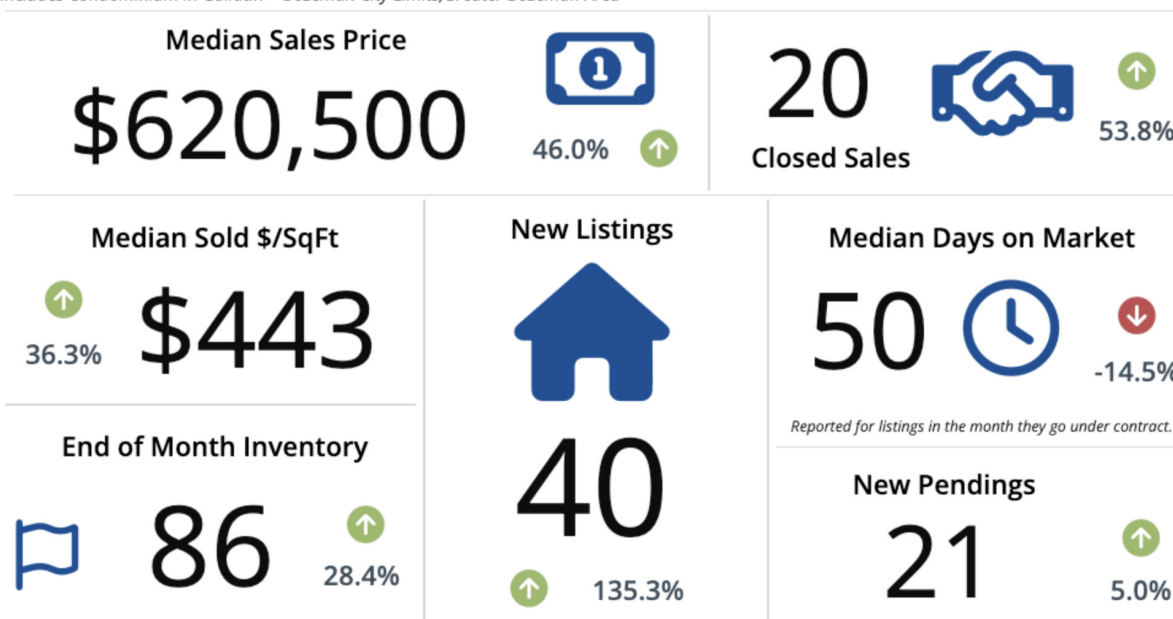 Median Sales Price
$620,500
1
46.0%
20
Closed Sales
53.8%
Median Sold $/SqFt
36.3%
$443
End of Month Inventory
86
28.4%
New Listings
40
135.3%
Median Days on Market
50
-14.5%
Reported for listings in the month they go under contract.
New Pendings
21
5.0%